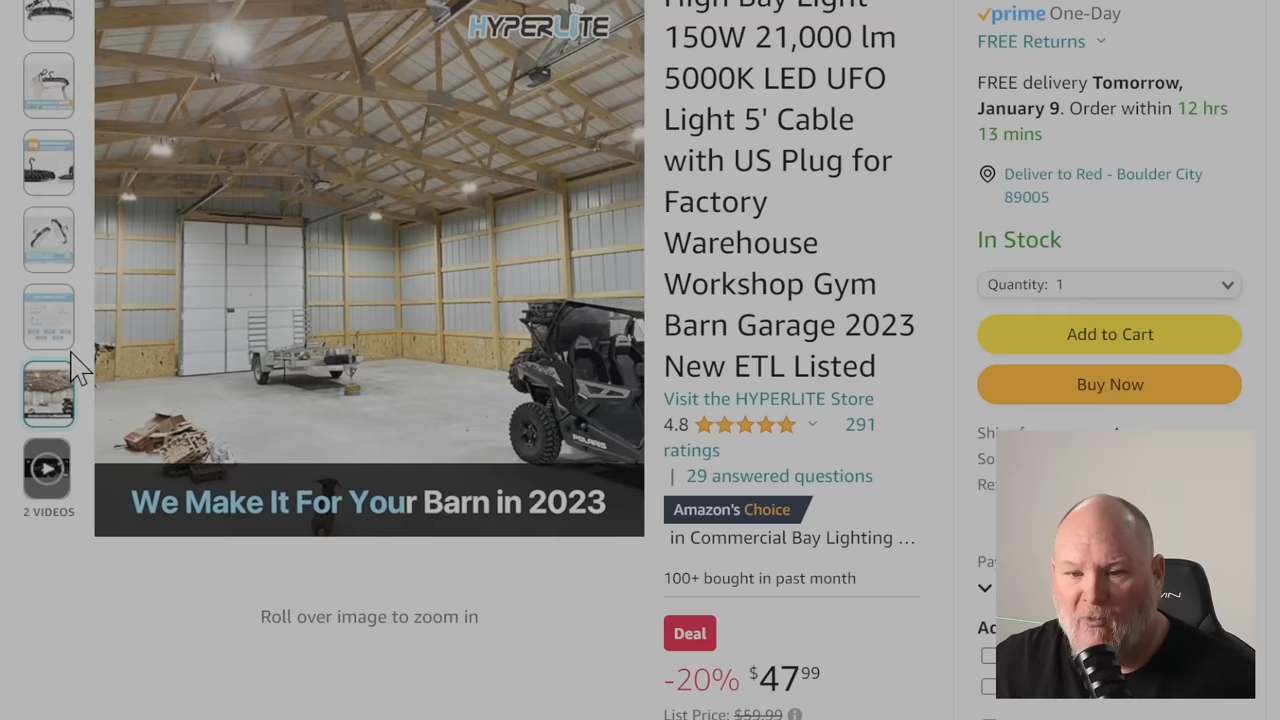 HYPERLITE
We Make It For Your Barn in 2023
2 VIDEOS
Roll over image to zoom in
High Bay Light
150W 21,000 lm
5000K LED UFO
Light 5' Cable
with US Plug for
Factory
Warehouse
Workshop Gym
Barn Garage 2023
New ETL Listed
Visit the HYPERLITE Store
4.8 291
ratings
| 29 answered questions
Amazon's Choice
in Commercial Bay Lighting …
100+ bought in past month
Deal
-20% $47 99
List Price: $59.99
prime One-Day
FREE Returns
FREE delivery Tomorrow,
January 9. Order within 12 hrs
13 mins
Deliver to Red - Boulder City
89005
In Stock
Quantity: 1
Add to Cart
Buy Now
POLARIS